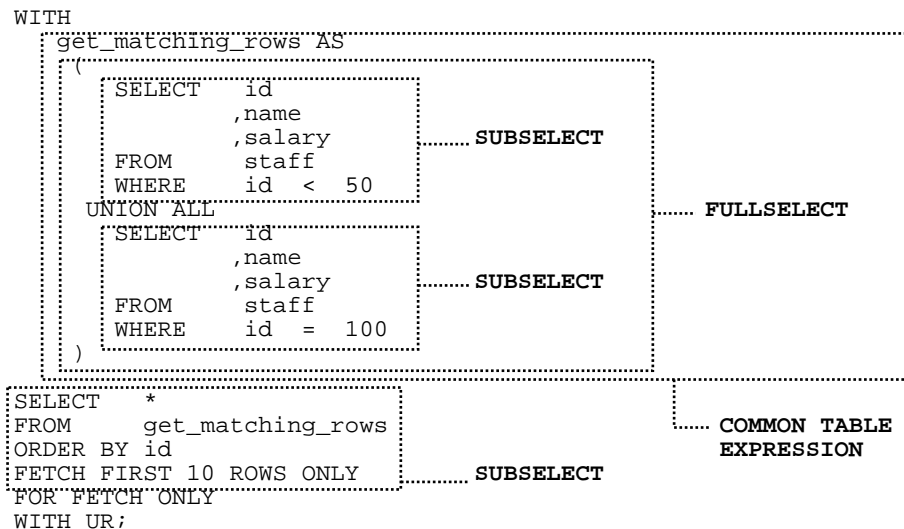 WITH
get_matching_rows AS
(
SELECT id
,name
,salary
SUBSELECT
FROM staff
WHERE id < 50
UNION ALL
FULLSELECT
SELECT id
,name
,salary
SUBSELECT
FROM staff
WHERE id = 100
)
SELECT *
FROM get_matching_rows
COMMON TABLE
ORDER BY id
EXPRESSION
FETCH FIRST 10 ROWS ONLY
SUBSELECT
FOR FETCH ONLY
WITH UR;